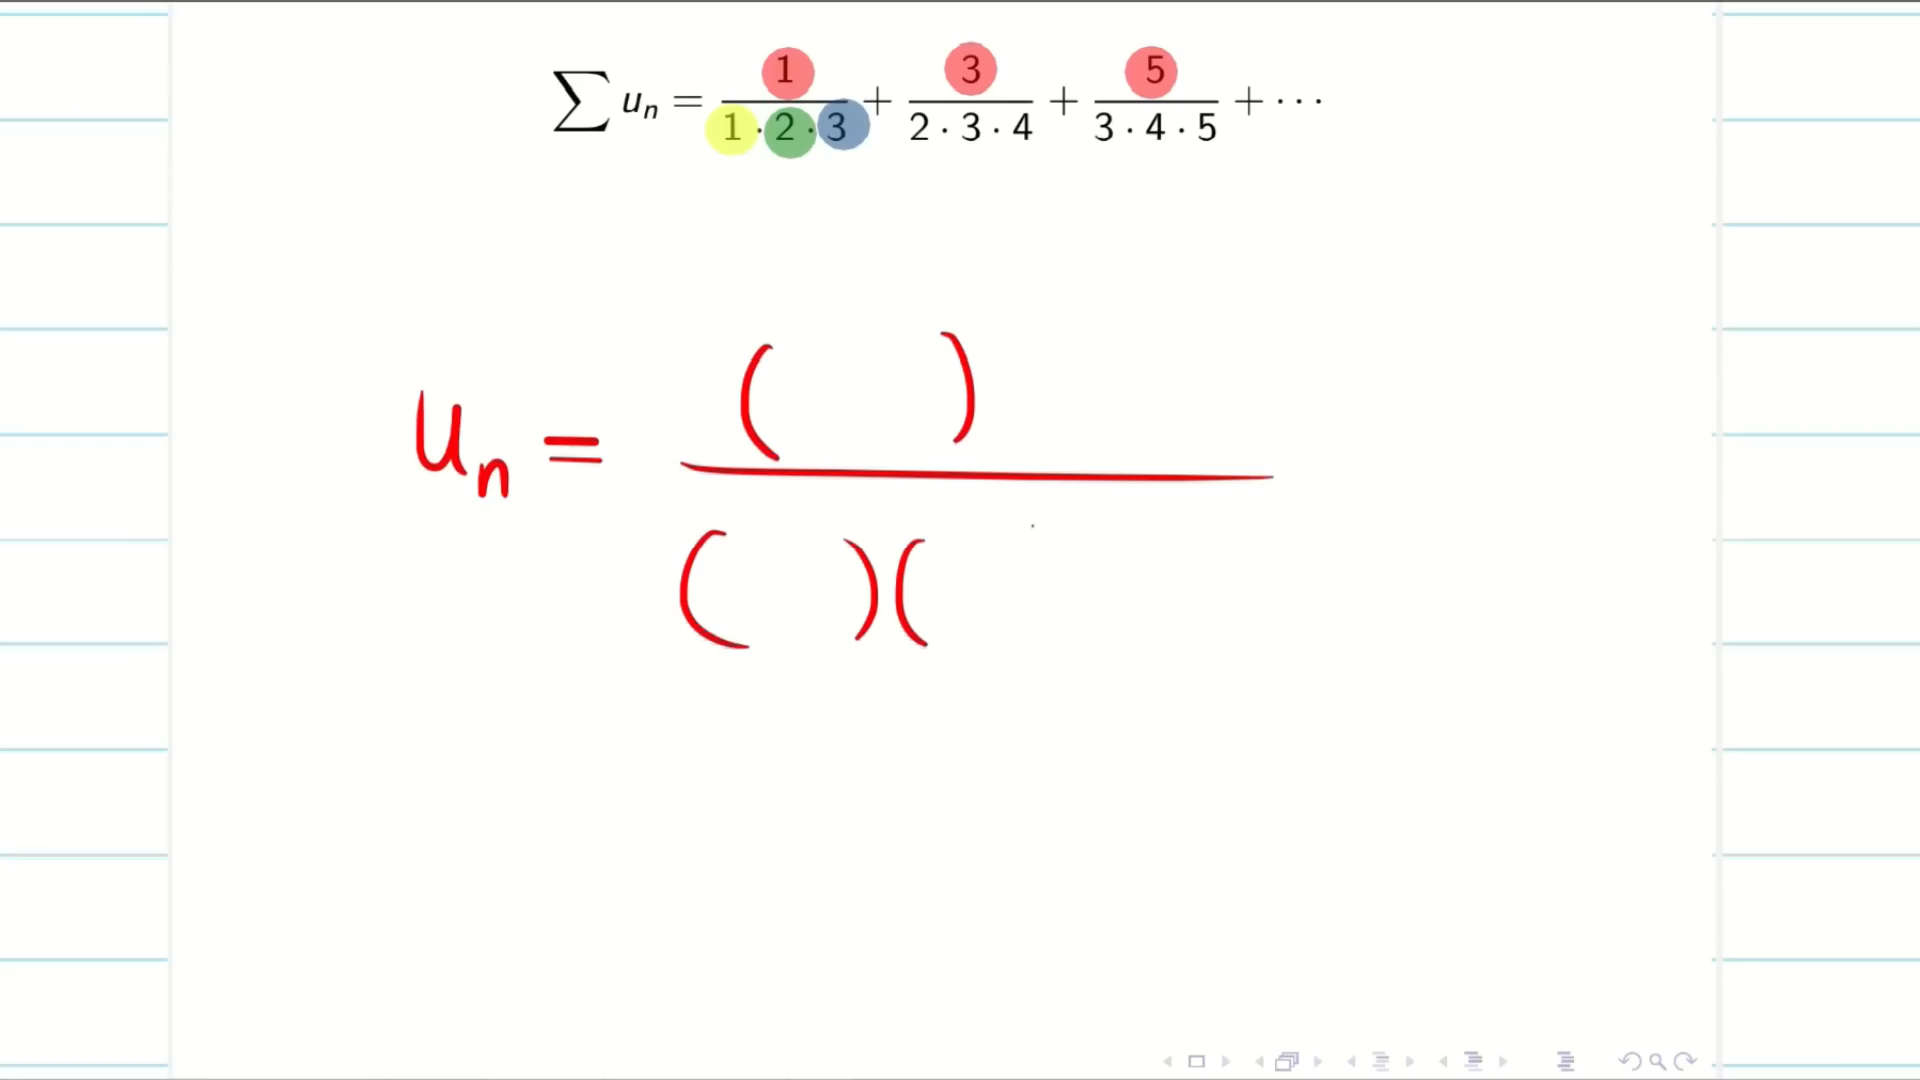 ∑ uₙ = 1/(1·2·3) + 3/(2·3·4) + 5/(3·4·5) + ···
uₙ = (   )/(   )(